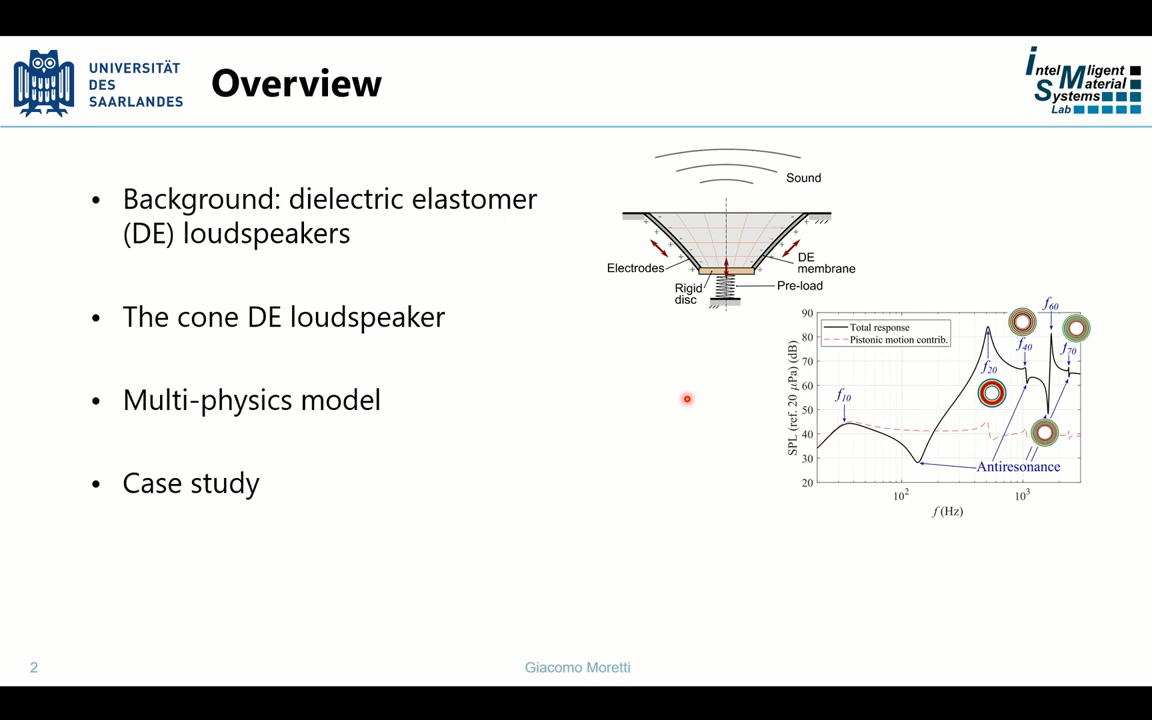 UNIVERSITÄT
DES
SAARLANDES
Overview
intelMligent
Material
Systems
Lab
• Background: dielectric elastomer
(DE) loudspeakers
• The cone DE loudspeaker
• Multi-physics model
• Case study
Sound
Electrodes
DE
membrane
Rigid
disc
Pre-load
Total response
Pistonic motion contrib.
f10
f20
f40
f60
f70
Antiresonance
SPL (ref. 20 μPa) (dB)
90
80
70
60
50
40
30
20
10²
10³
f (Hz)
2
Giacomo Moretti